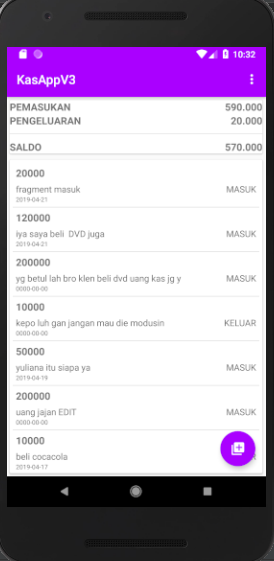 10:32
KasAppV3
PEMASUKAN 590.000
PENGELUARAN 20.000
SALDO 570.000
20000
fragment masuk MASUK
2019-04-21
120000
iya saya beli DVD juga MASUK
2019-04-21
200000
yg betul lah bro klen beli dvd uang kas jg y MASUK
0000-00-00
10000
kepo luh gan jangan mau die modusin KELUAR
0000-00-00
50000
yuliana itu siapa ya MASUK
2019-04-19
200000
uang jajan EDIT MASUK
0000-00-00
10000
beli cocacola
2019-04-17